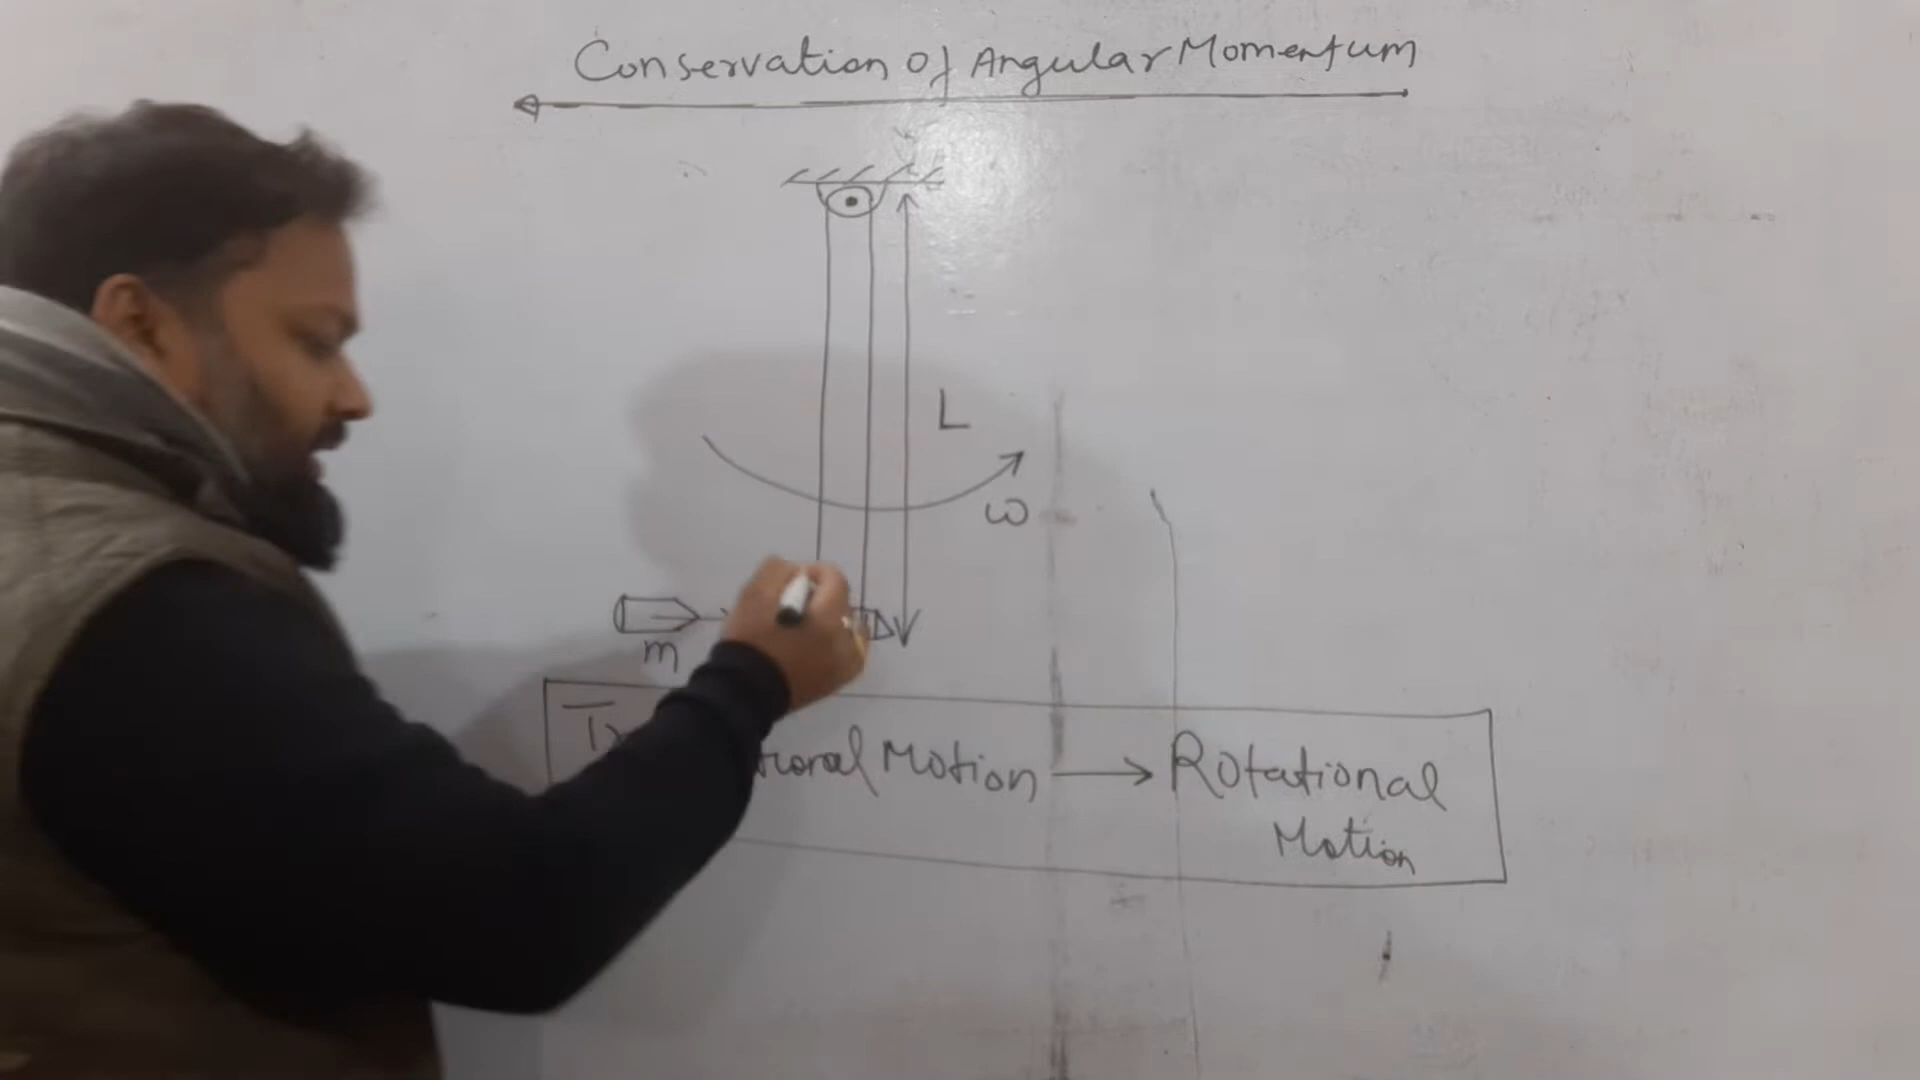 Conservation Of Angular Momentum
L
ω
m
Motion → Rotational
Motion